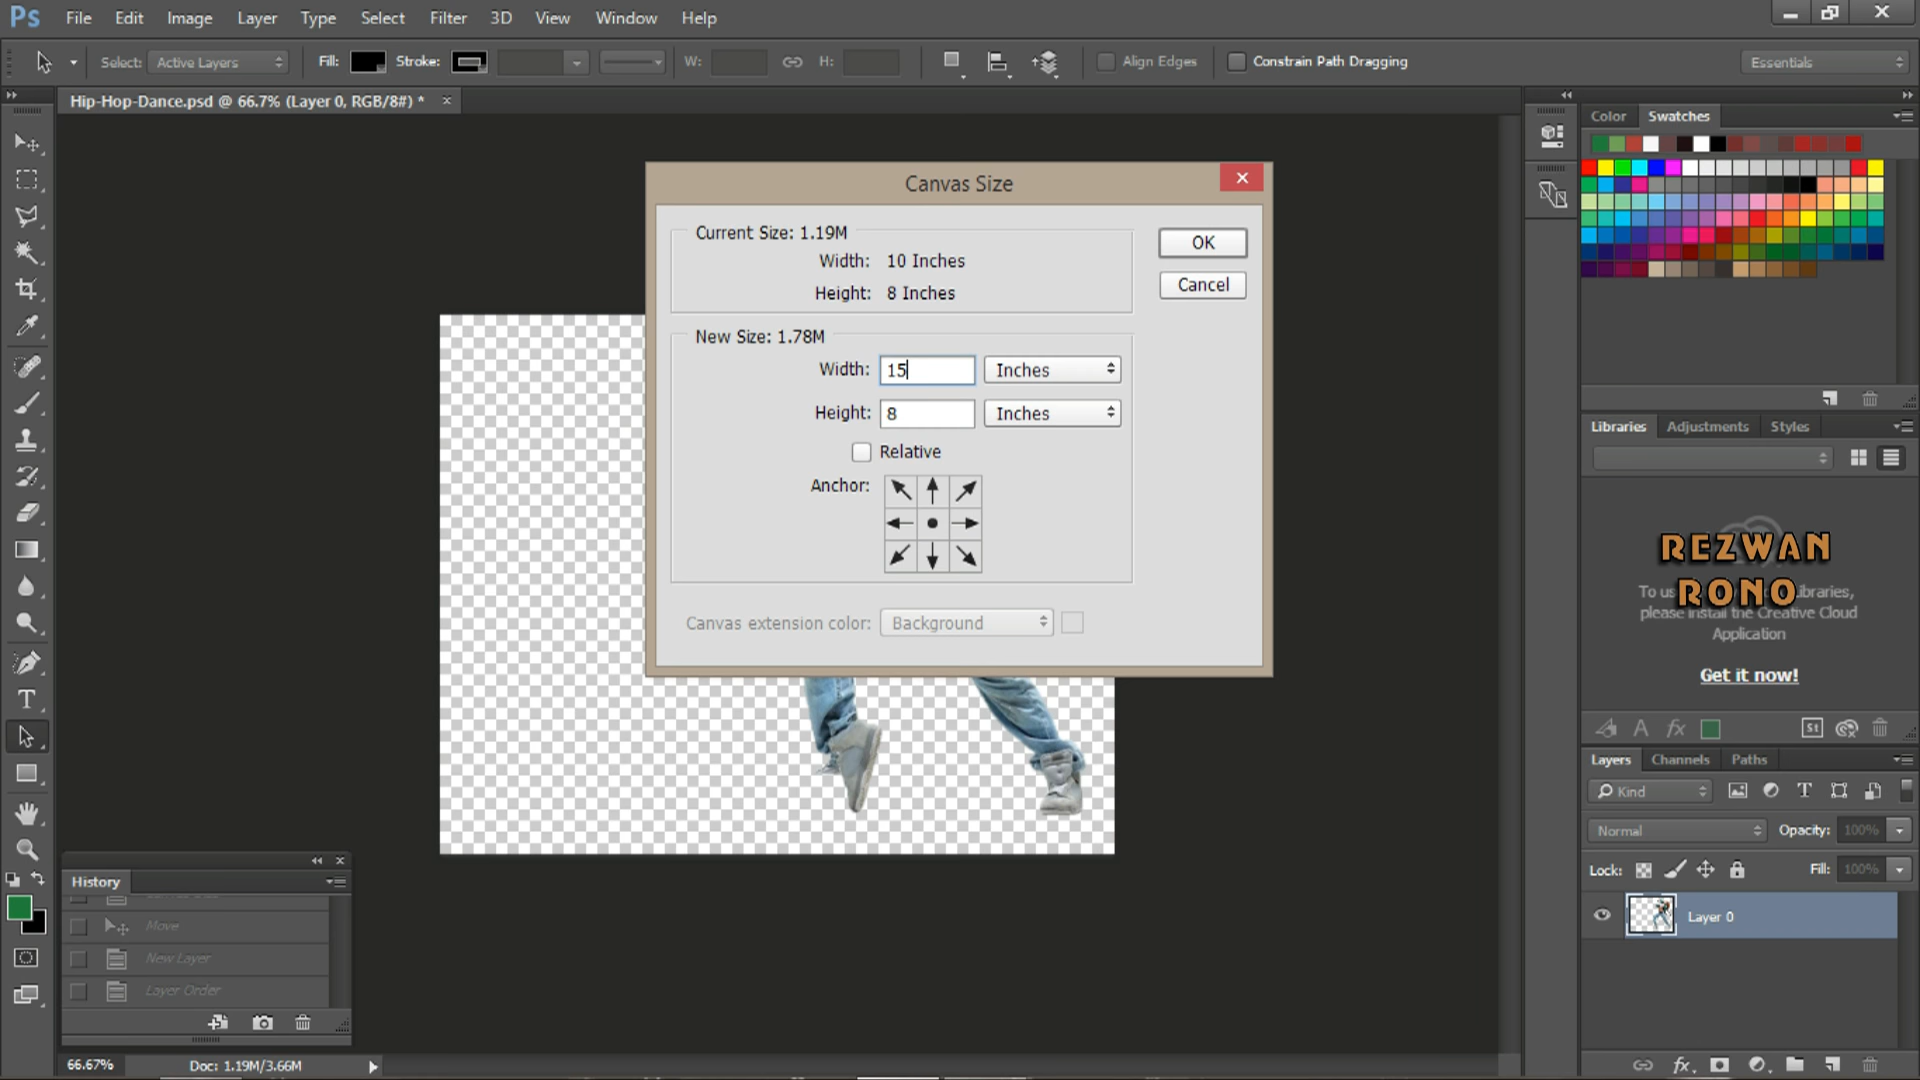 Ps File Edit Image Layer Type Select Filter 3D View Window Help
Select: Active Layers Fill: Stroke: W: H: Align Edges Constrain Path Dragging Essentials
Hip-Hop-Dance.psd @ 66.7% (Layer 0, RGB/8#) *
Color Swatches
Canvas Size
Current Size: 1.19M
Width: 10 Inches
Height: 8 Inches
OK
Cancel
New Size: 1.78M
Width: 15 Inches
Height: 8 Inches
Relative
Anchor:
Canvas extension color: Background
Libraries Adjustments Styles
REZWAN
RONO
To us Libraries,
please install the Creative Cloud
Application
Get it now!
A fx St
Layers Channels Paths
Kind T
Normal Opacity: 100%
Lock: Fill: 100%
Layer 0
fx
T
History
Move
New Layer
Layer Order
66.67% Doc: 1.19M/3.66M